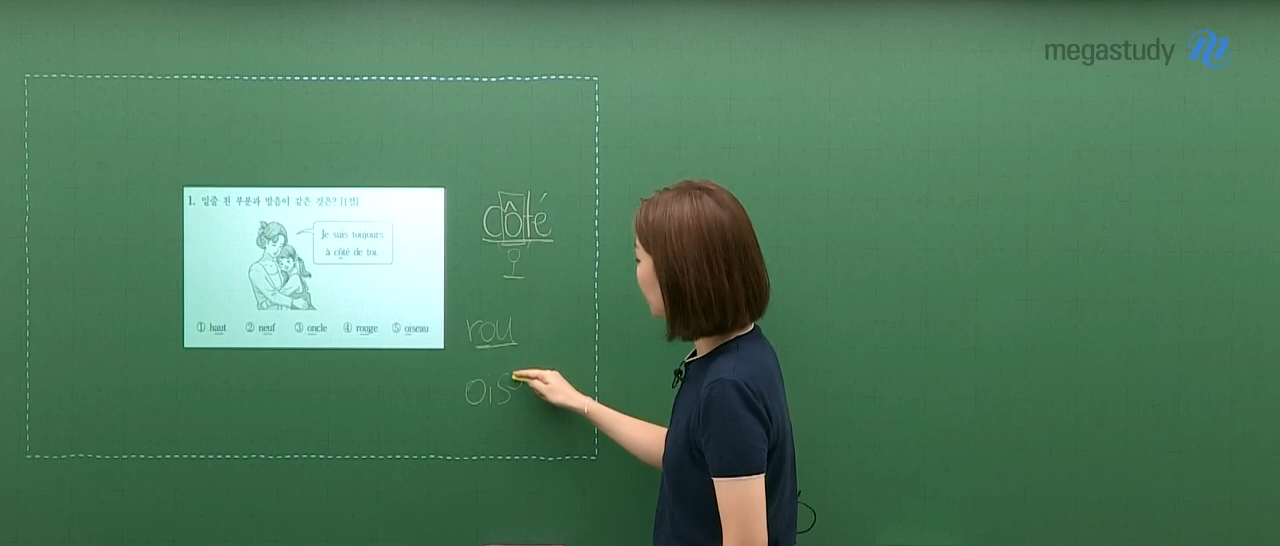 megastudy
1. 밑줄 친 부분과 발음이 같은 것은? [1점]
Je suis toujours
à côté de toi.
① haut ② neuf ③ oncle ④ rouge ⑤ oiseau
côté
rou
ois